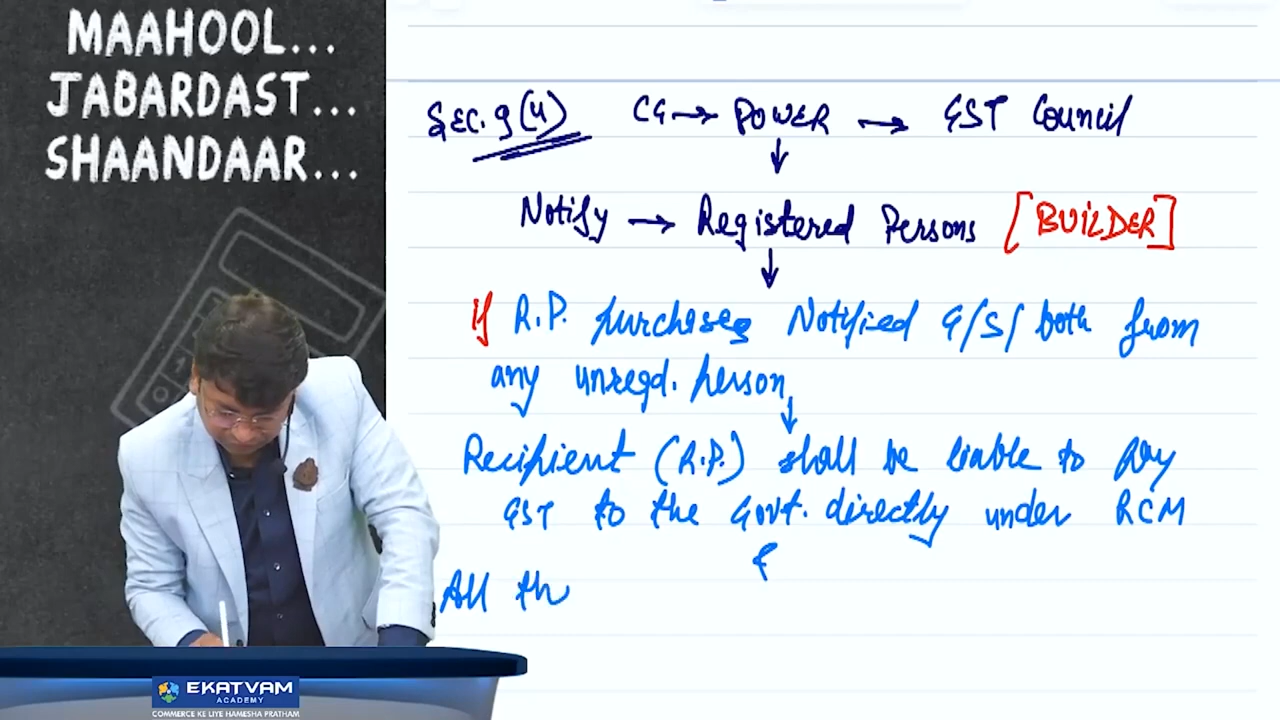 MAAHOOL...
JABARDAST...
SHAANDAAR...
SEC. 9(4) CG → POWER → GST Council
↓
Notify → Registered Persons [BUILDER]
↓
If R.P. purchases Notified G/S/both from
any unregd. person
↓
Recipient (R.P.) shall be liable to pay
GST to the Govt. directly under RCM
&
All th
EKATVAM
ACADEMY
COMMERCE KE LIYE HAMESHA PRATHAM